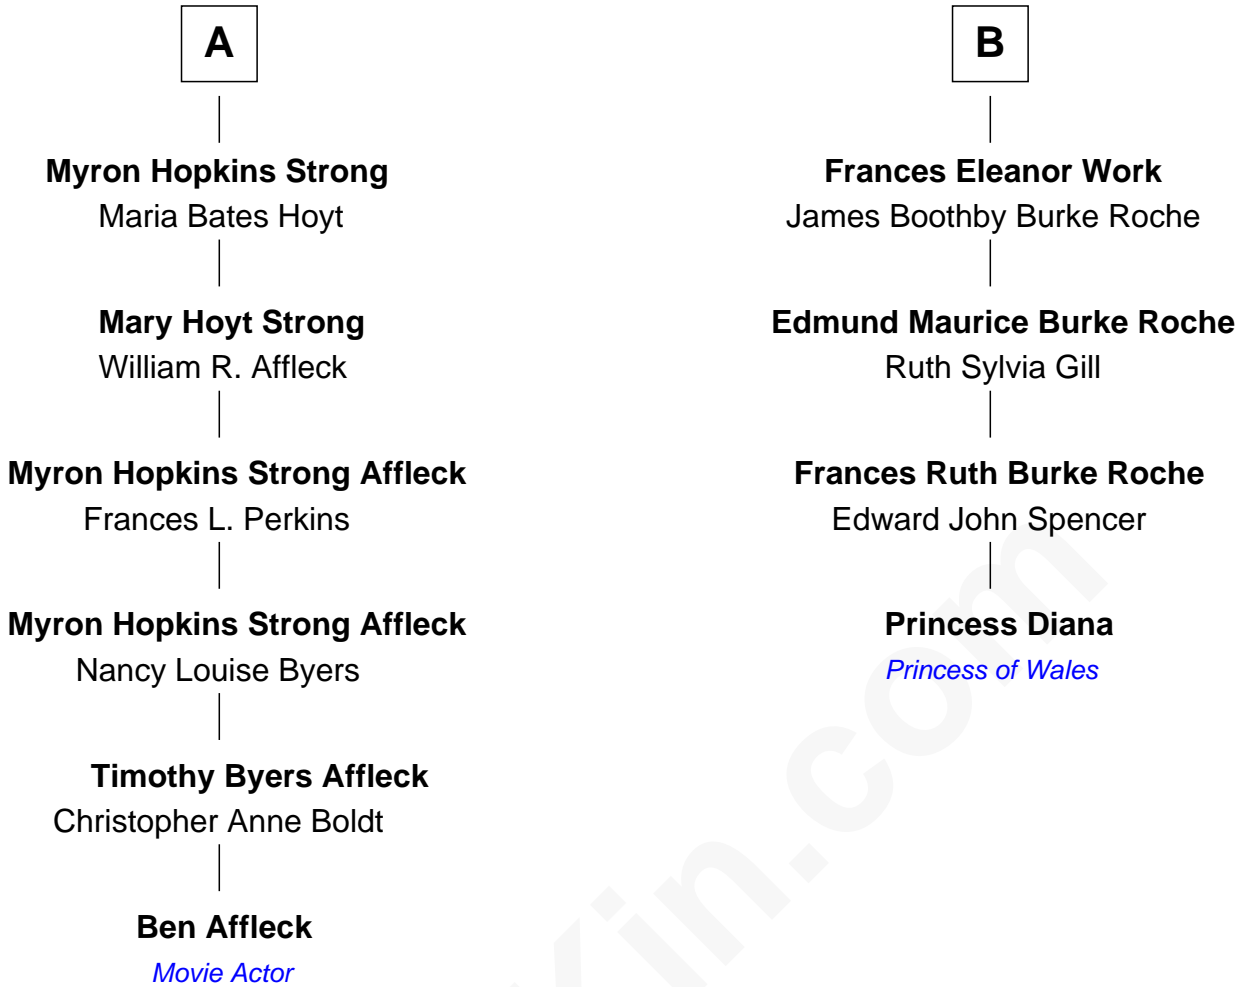 A
Myron Hopkins Strong
Maria Bates Hoyt
Mary Hoyt Strong
William R. Affleck
Myron Hopkins Strong Affleck
Frances L. Perkins
Myron Hopkins Strong Affleck
Nancy Louise Byers
Timothy Byers Affleck
Christopher Anne Boldt
Ben Affleck
Movie Actor
B
Frances Eleanor Work
James Boothby Burke Roche
Edmund Maurice Burke Roche
Ruth Sylvia Gill
Frances Ruth Burke Roche
Edward John Spencer
Princess Diana
Princess of Wales
Kin.com